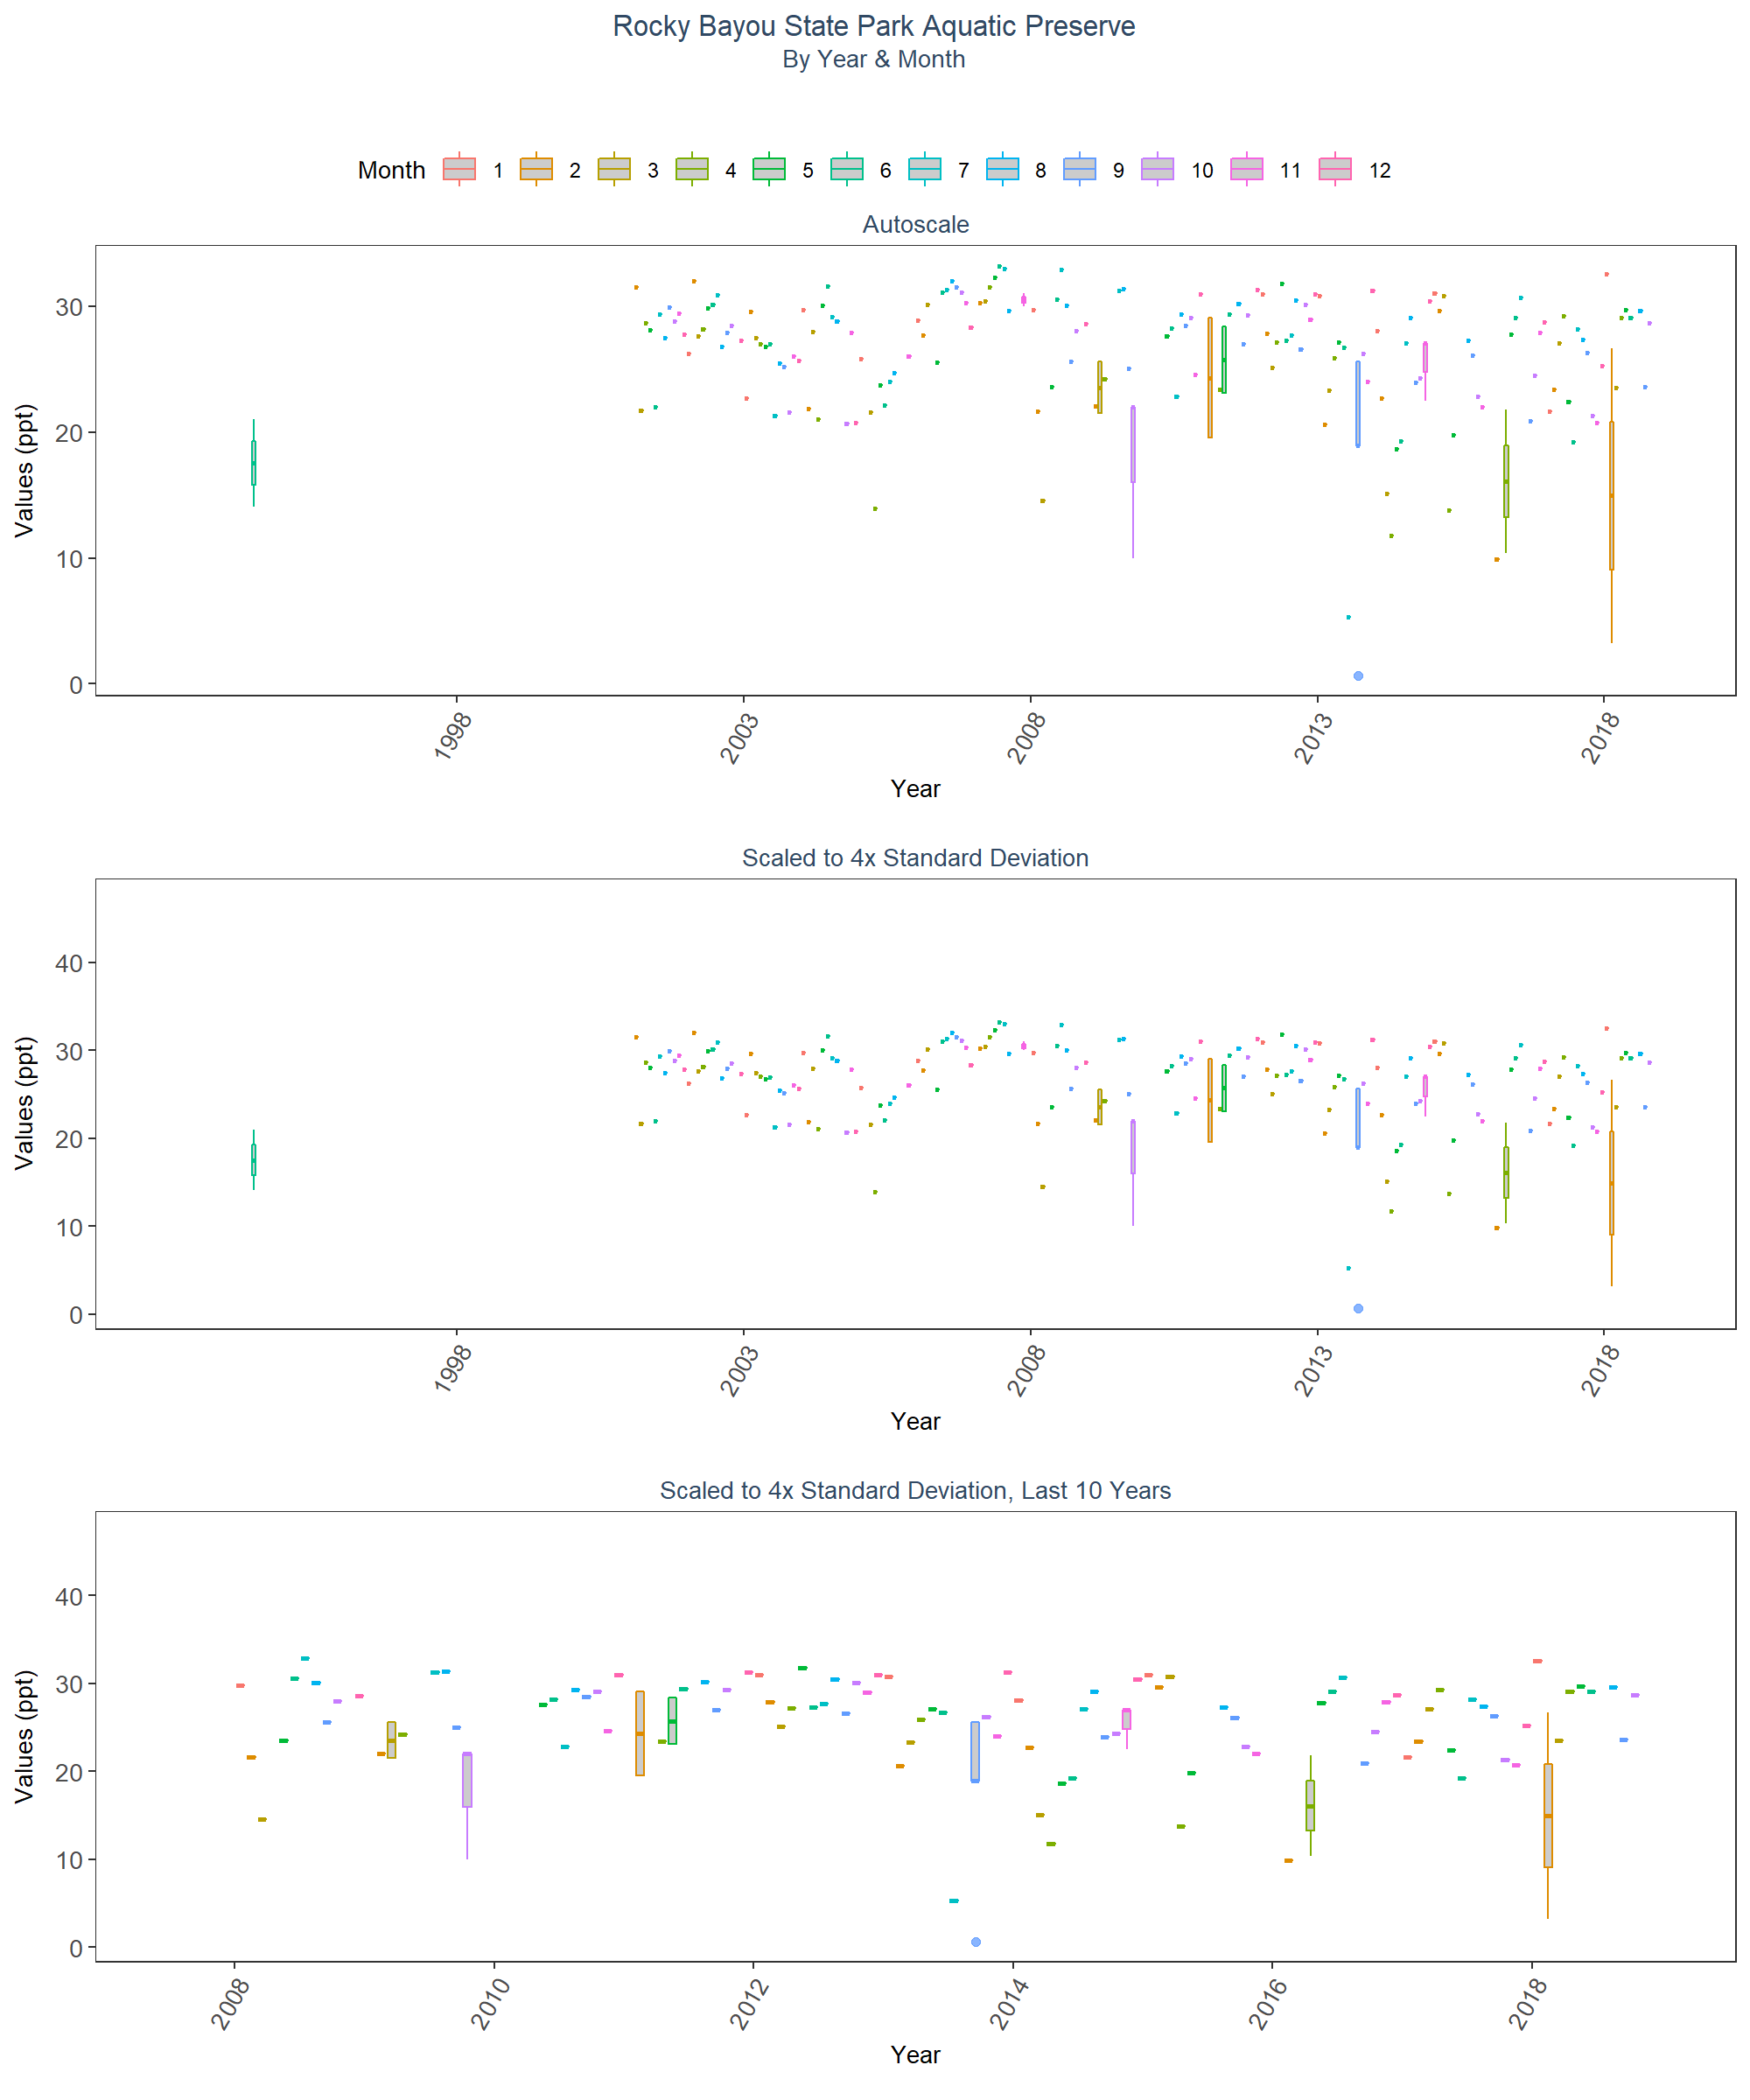 Rocky Bayou State Park Aquatic Preserve
By Year & Month
Month 1 2 3 4 5 6 7 8 9 10 11 12
Autoscale
Values (ppt)
30
20
10
0
1998 2003 2008 2013 2018
Year
Scaled to 4x Standard Deviation
Values (ppt)
40
30
20
10
0
1998 2003 2008 2013 2018
Year
Scaled to 4x Standard Deviation, Last 10 Years
Values (ppt)
40
30
20
10
0
2008 2010 2012 2014 2016 2018
Year